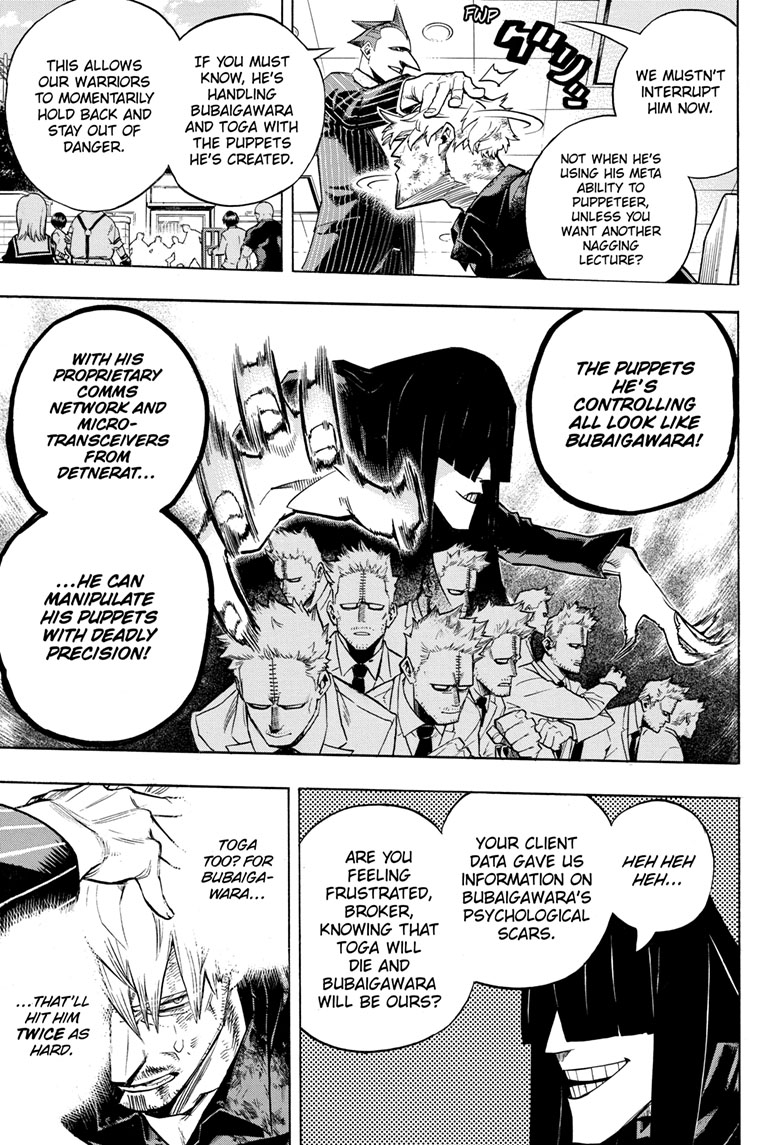 FWP
グイッ
WE MUSTN'T
INTERRUPT
HIM NOW.
NOT WHEN HE'S
USING HIS META
ABILITY TO
PUPPETEER,
UNLESS YOU
WANT ANOTHER
NAGGING
LECTURE?
IF YOU MUST
KNOW, HE'S
HANDLING
BUBAIGAWARA
AND TOGA WITH
THE PUPPETS
HE'S CREATED.
THIS ALLOWS
OUR WARRIORS
TO MOMENTARILY
HOLD BACK AND
STAY OUT OF
DANGER.
THE PUPPETS
HE'S
CONTROLLING
ALL LOOK LIKE
BUBAIGAWARA!
WITH HIS
PROPRIETARY
COMMS
NETWORK AND
MICRO-
TRANSCEIVERS
FROM
DETNERAT...
...HE CAN
MANIPULATE
HIS PUPPETS
WITH DEADLY
PRECISION!
HEH HEH
HEH...
YOUR CLIENT
DATA GAVE US
INFORMATION ON
BUBAIGAWARA'S
PSYCHOLOGICAL
SCARS.
ARE YOU
FEELING
FRUSTRATED,
BROKER,
KNOWING THAT
TOGA WILL
DIE AND
BUBAIGAWARA
WILL BE OURS?
TOGA
TOO? FOR
BUBAIGA-
WARA...
...THAT'LL
HIT HIM
TWICE AS
HARD.